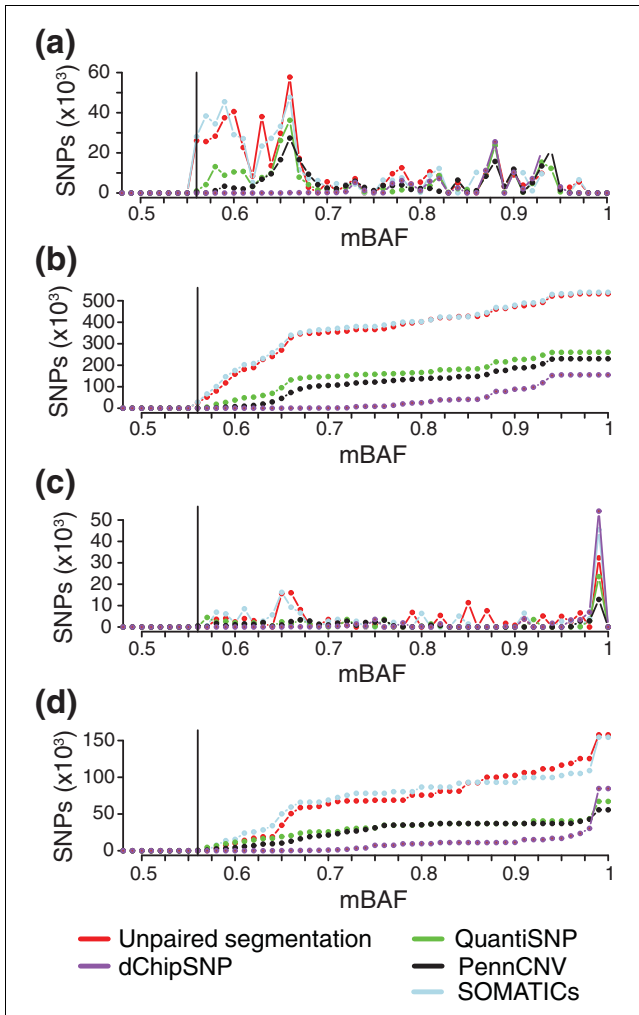 (a)
SNPs (x10³)
60
40
20
0
0.5 0.6 0.7 0.8 0.9 1
mBAF
(b)
SNPs (x10³)
500
400
300
200
100
0
0.5 0.6 0.7 0.8 0.9 1
mBAF
(c)
SNPs (x10³)
50
40
30
20
10
0
0.5 0.6 0.7 0.8 0.9 1
mBAF
(d)
SNPs (x10³)
150
100
50
0
0.5 0.6 0.7 0.8 0.9 1
mBAF
Unpaired segmentation
dChipSNP
QuantiSNP
PennCNV
SOMATICs